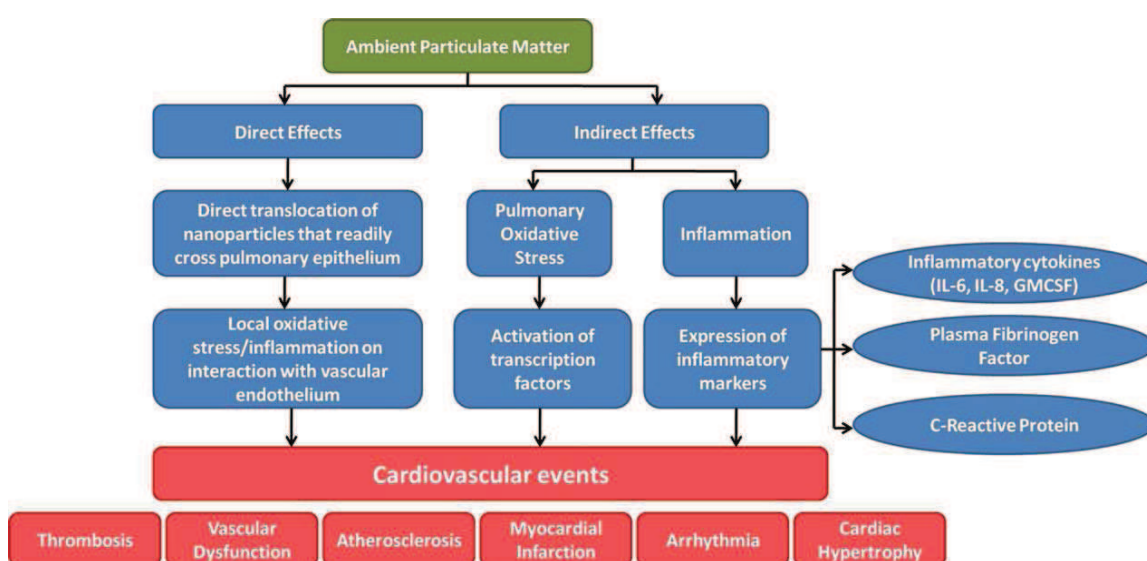 Ambient Particulate Matter
Direct Effects
Indirect Effects
Direct translocation of
nanoparticles that readily
cross pulmonary epithelium
Pulmonary
Oxidative
Stress
Inflammation
Inflammatory cytokines
(IL-6, IL-8, GMCSF)
Local oxidative
stress/inflammation on
interaction with vascular
endothelium
Activation of
transcription
factors
Expression of
inflammatory
markers
Plasma Fibrinogen
Factor
C-Reactive Protein
Cardiovascular events
Thrombosis
Vascular
Dysfunction
Atherosclerosis
Myocardial
Infarction
Arrhythmia
Cardiac
Hypertrophy